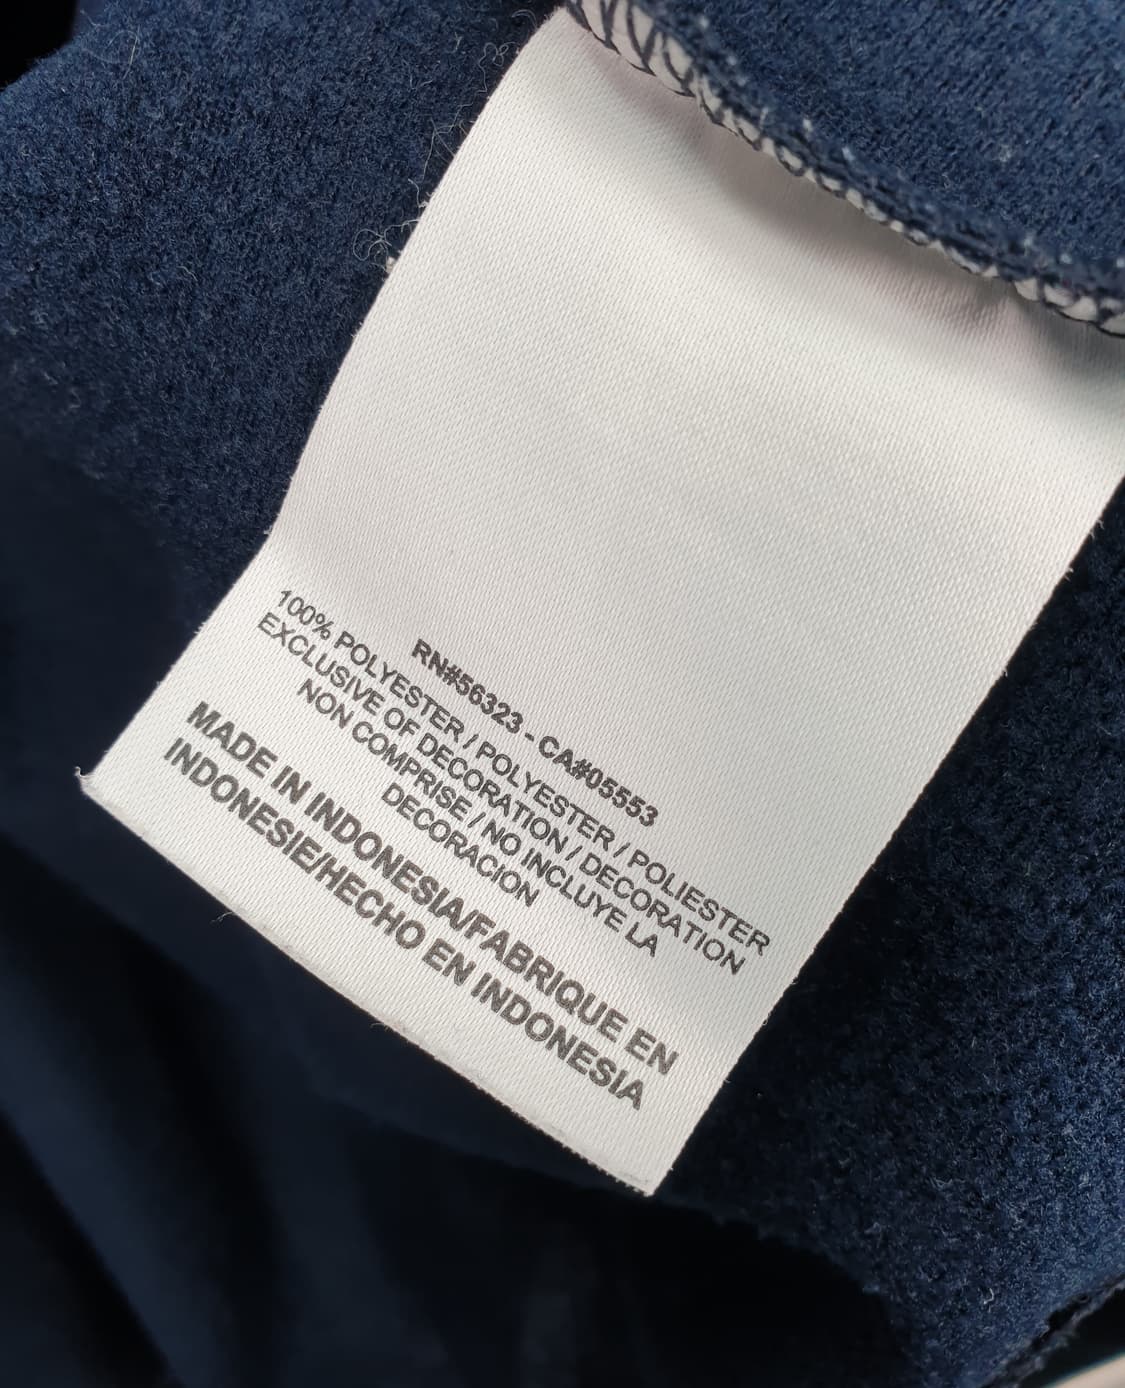 RN#56323 - CA#05553
100% POLYESTER / POLYESTER / POLIESTER
EXCLUSIVE OF DECORATION / DECORATION
NON COMPRISE / NO INCLUYE LA
DECORACION
MADE IN INDONESIA/FABRIQUE EN
INDONESIE/HECHO EN INDONESIA